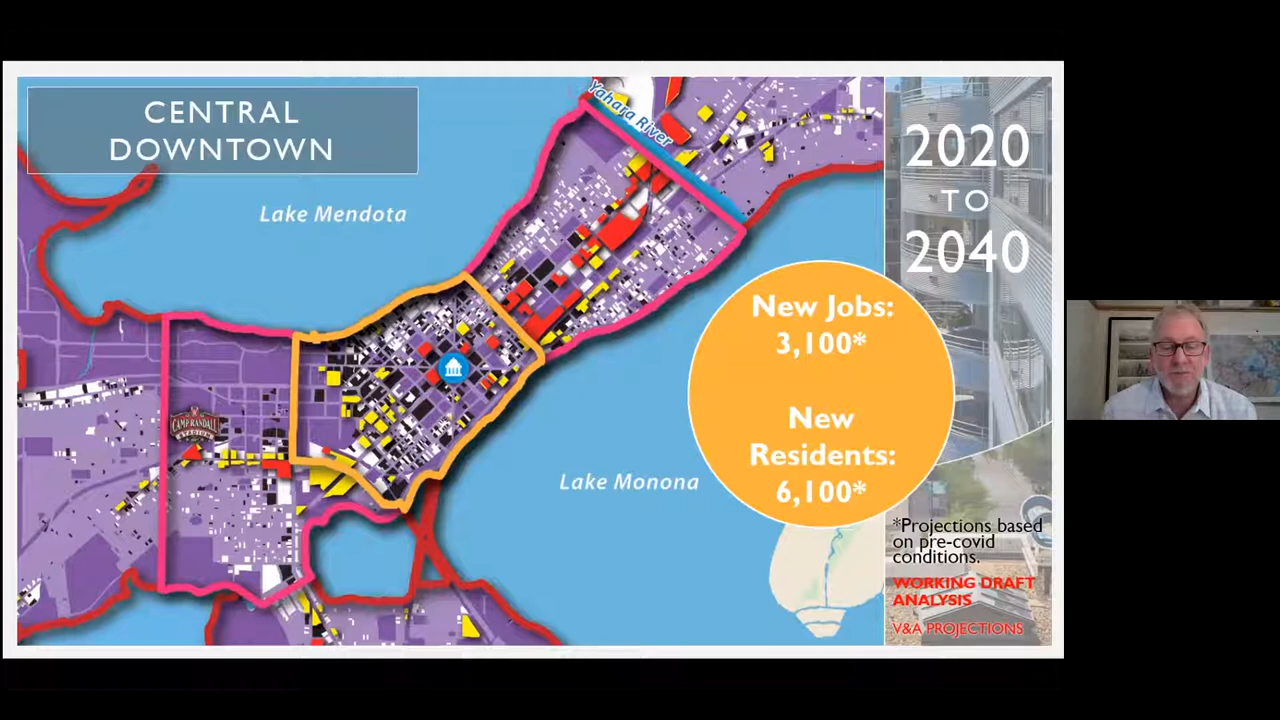 CENTRAL
DOWNTOWN
Yahara River
Lake Mendota
CAMP RANDALL
STADIUM
Lake Monona
2020
TO
2040
New Jobs:
3,100*
New
Residents:
6,100*
*Projections based
on pre-covid
conditions.
WORKING DRAFT
ANALYSIS
V&A PROJECTIONS